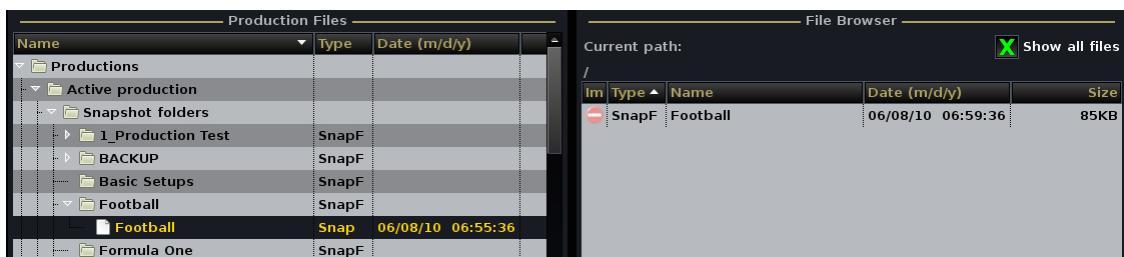 Production Files
Name Type Date (m/d/y)
Productions
Active production
Snapshot folders
1_Production Test SnapF
BACKUP SnapF
Basic Setups SnapF
Football SnapF
Football Snap 06/08/10 06:55:36
Formula One SnapF
File Browser
Current path: X Show all files
/
Im Type Name Date (m/d/y) Size
SnapF Football 06/08/10 06:59:36 85KB